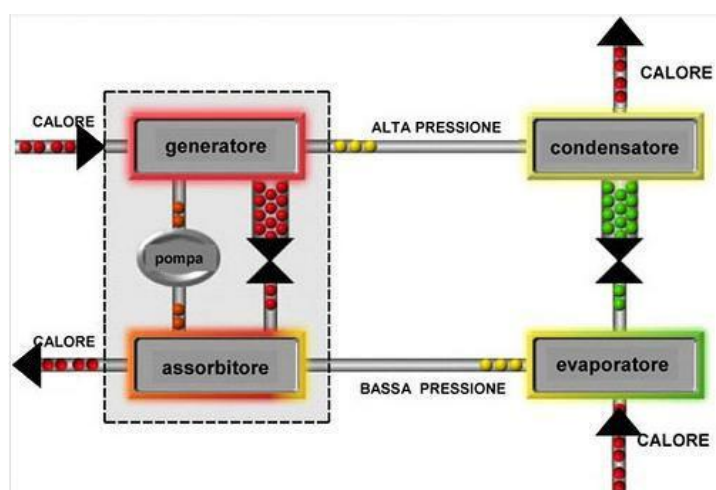 CALORE
CALORE
generatore
ALTA PRESSIONE
condensatore
pompa
CALORE
assorbitore
BASSA PRESSIONE
evaporatore
CALORE